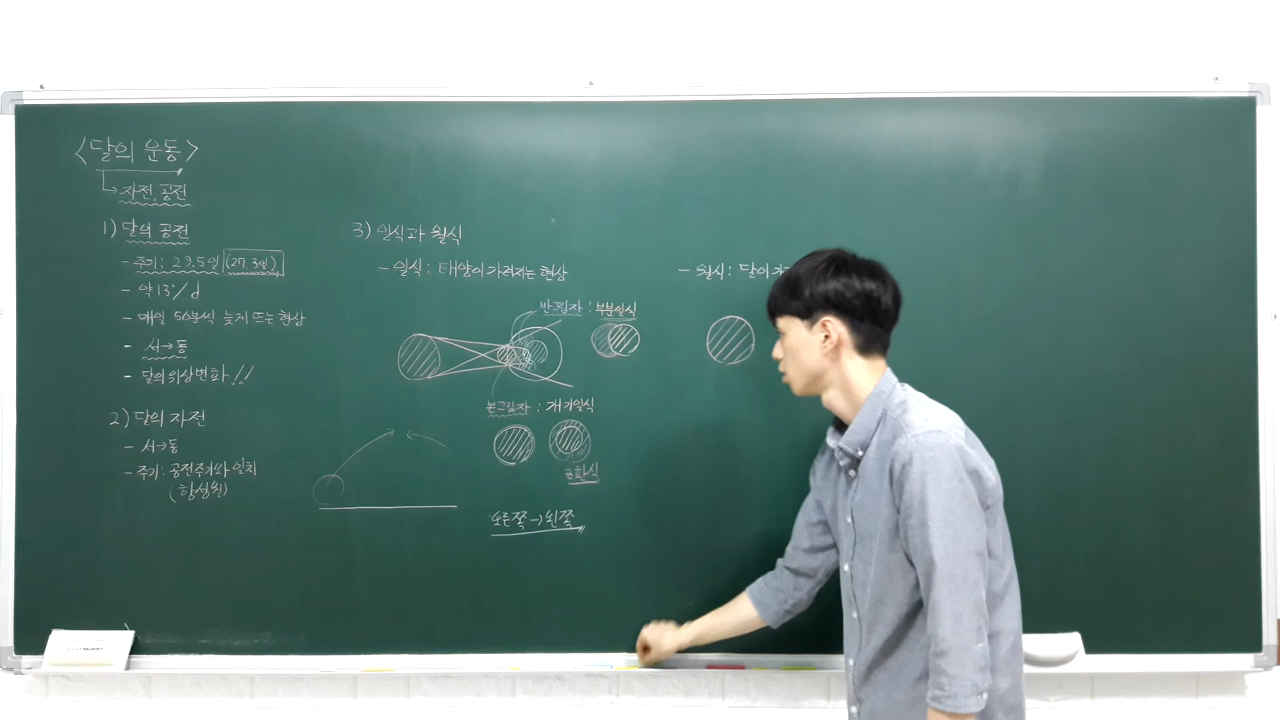 <달의 운동>
자전, 공전
1) 달의 공전
- 주기: 29.5일 (27.3일)
- 약 13°/d
- 매일 50분씩 늦게 뜨는 현상
- 서→동
- 달의 위상변화!!
2) 달의 자전
- 서→동
- 주기: 공전주기와 일치
(항성월)
3) 일식과 월식
- 일식: 태양이 가려지는 현상
반그림자: 부분일식
본그림자: 개기일식
금환식
오른쪽→왼쪽
- 월식: 달이